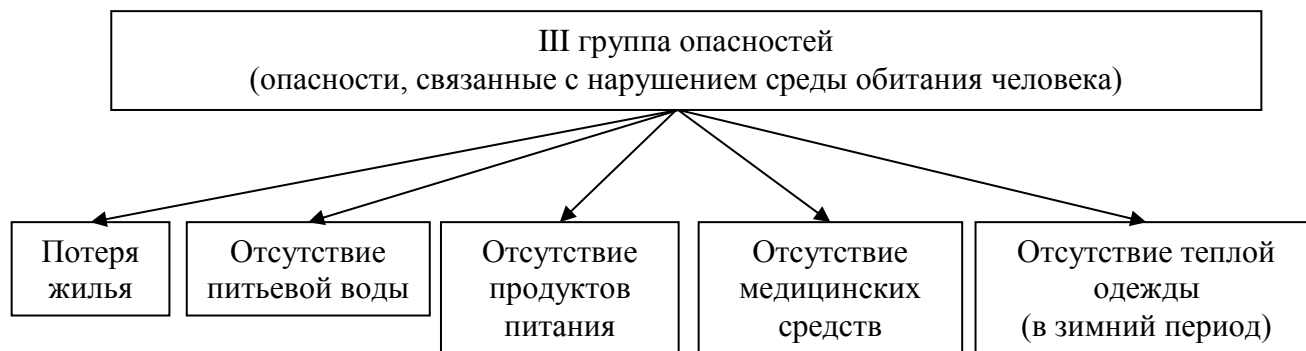 III группа опасностей
(опасности, связанные с нарушением среды обитания человека)
Потеря
жилья
Отсутствие
питьевой воды
Отсутствие
продуктов
питания
Отсутствие
медицинских
средств
Отсутствие теплой
одежды
(в зимний период)